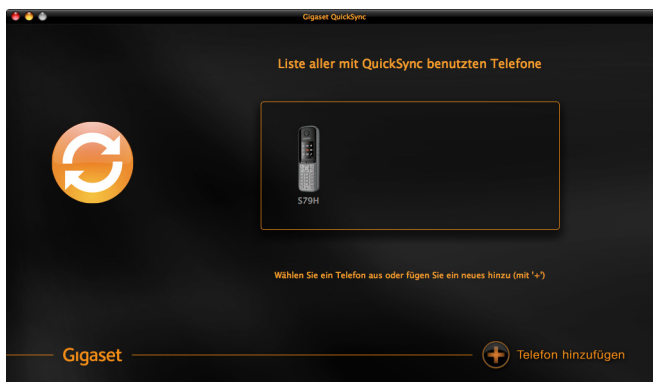 Gigaset QuickSync
Liste aller mit QuickSync benutzten Telefone
S79H
Wählen Sie ein Telefon aus oder fügen Sie ein neues hinzu (mit '+')
Gigaset
Telefon hinzufügen